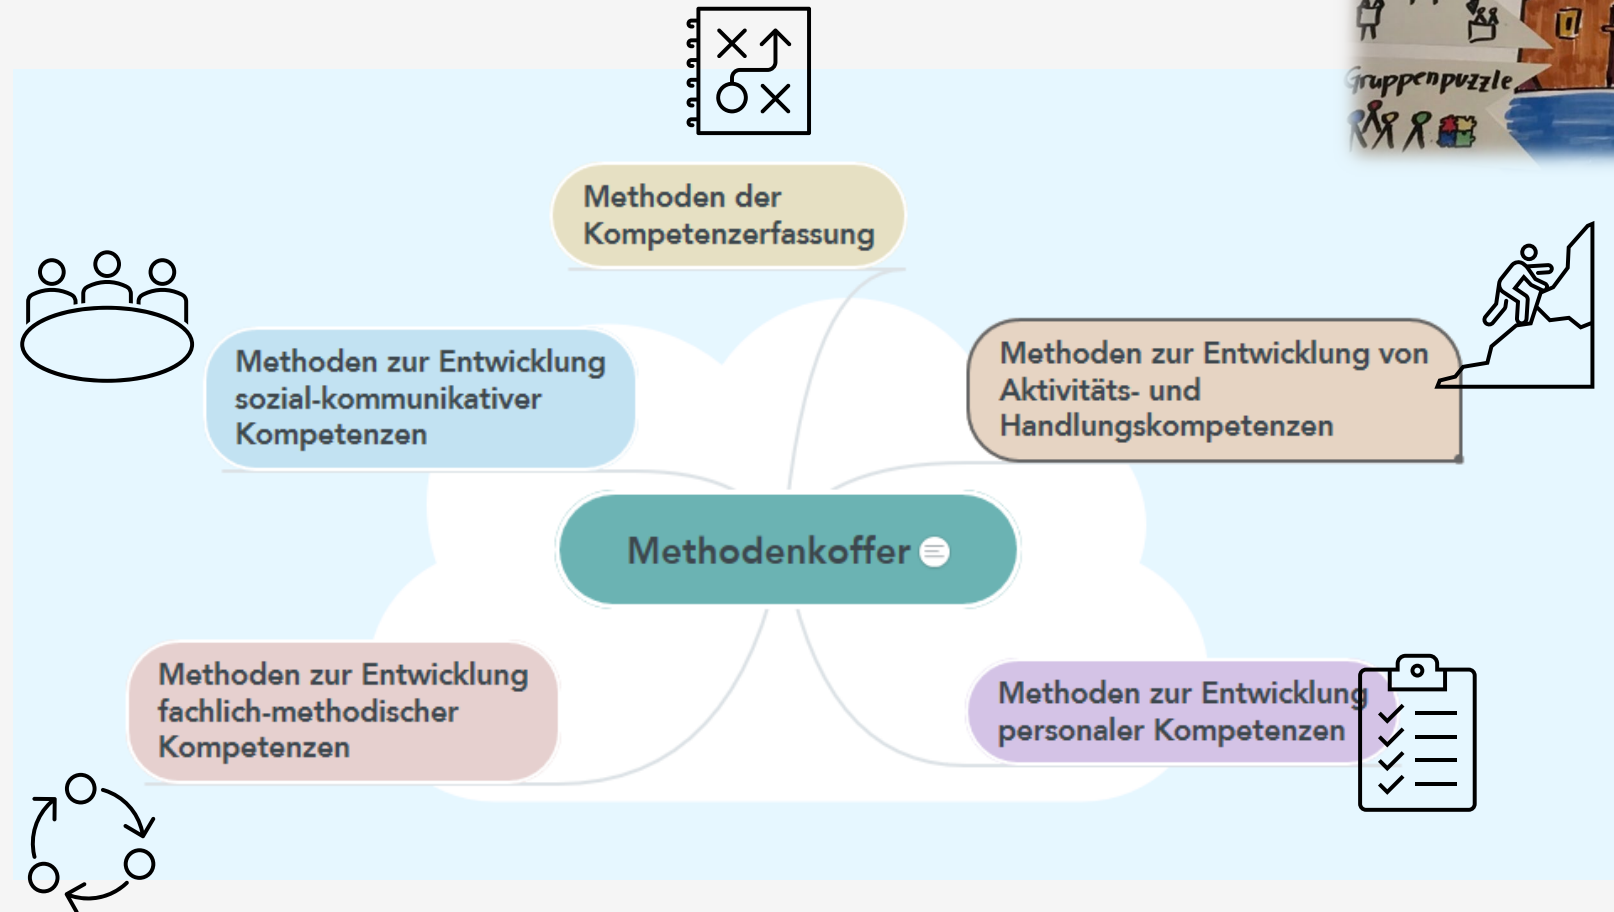 Gruppenpuzzle
Methoden der
Kompetenzerfassung
Methoden zur Entwicklung
sozial-kommunikativer
Kompetenzen
Methoden zur Entwicklung von
Aktivitäts- und
Handlungskompetenzen
Methodenkoffer
Methoden zur Entwicklung
fachlich-methodischer
Kompetenzen
Methoden zur Entwicklung
personaler Kompetenzen